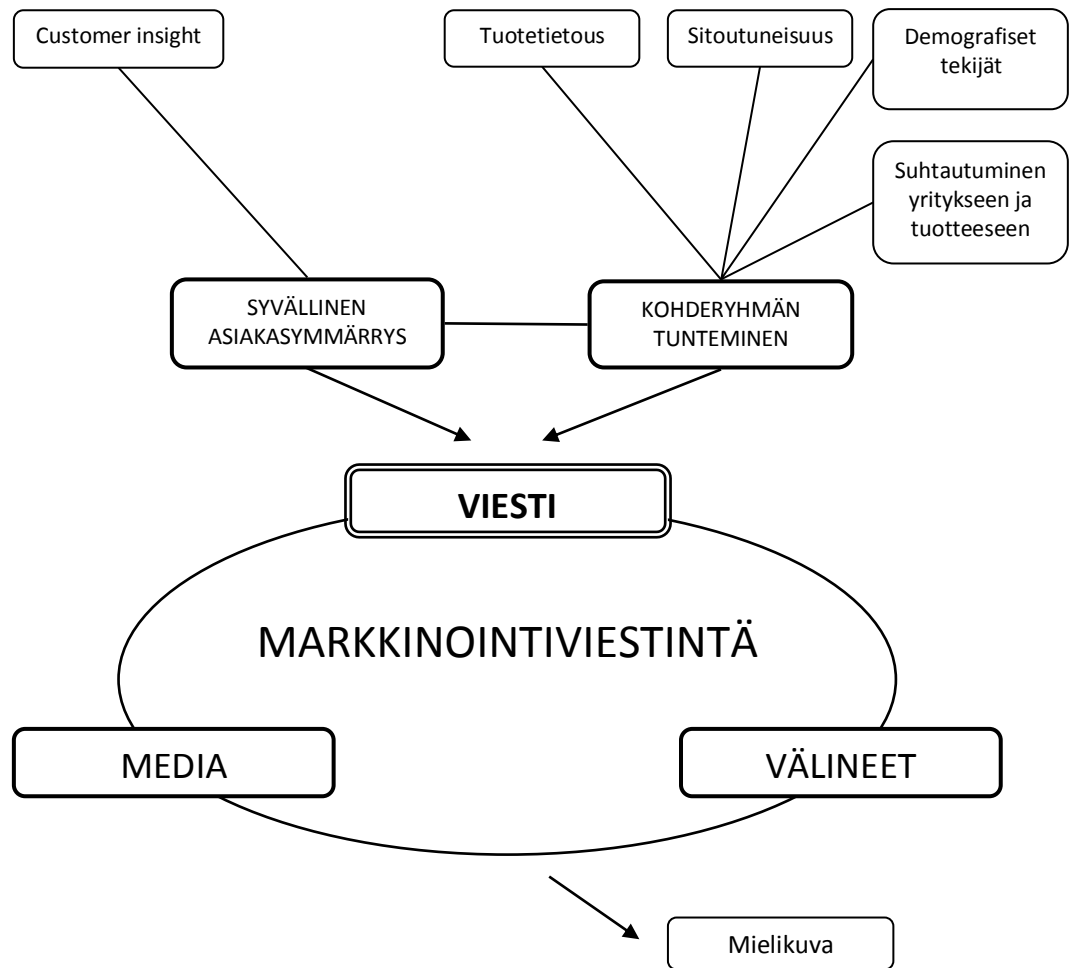 Customer insight
Tuotetietous
Sitoutuneisuus
Demografiset
tekijät
Suhtautuminen
yritykseen ja
tuotteeseen
SYVÄLLINEN
ASIAKASYMMÄRRYS
KOHDERYHMÄN
TUNTEMINEN
VIESTI
MARKKINOINTIVIESTINTÄ
MEDIA
VÄLINEET
Mielikuva